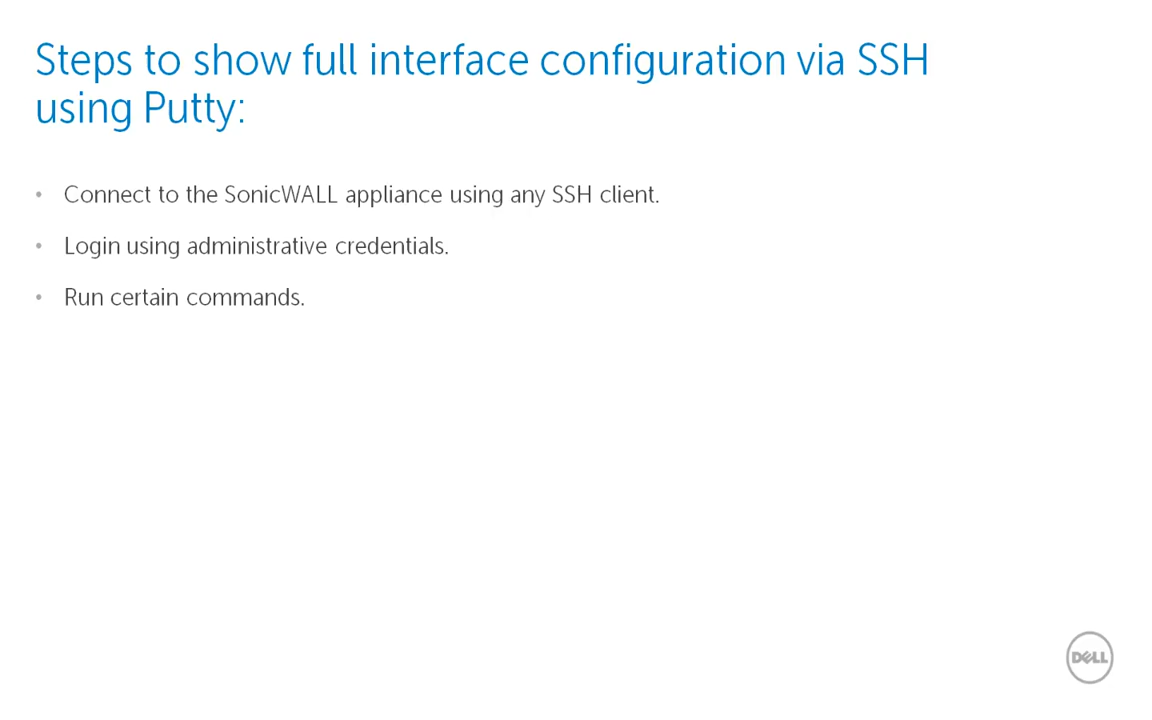 Steps to show full interface configuration via SSH
using Putty:
• Connect to the SonicWALL appliance using any SSH client.
• Login using administrative credentials.
• Run certain commands.
DELL